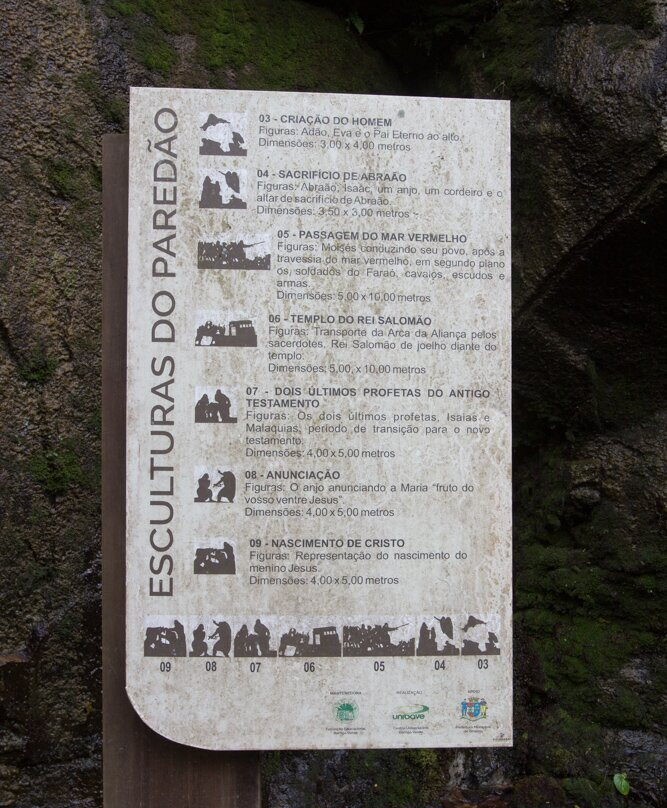 ESCULTURAS DO PAREDÃO
03 - CRIAÇÃO DO HOMEM
Figuras: Adão, Eva e o Pai Eterno ao alto.
Dimensões: 3,00 x 4,00 metros
04 - SACRIFÍCIO DE ABRAÃO
Figuras: Abraão, Isaac, um anjo, um cordeiro e o
altar de sacrifício de Abraão.
Dimensões: 3,50 x 3,00 metros
05 - PASSAGEM DO MAR VERMELHO
Figuras: Moisés conduzindo seu povo, após a
travessia do mar vermelho, em segundo plano
os soldados do Faraó, cavalos, escudos e
armas.
Dimensões: 5,00 x 10,00 metros
06 - TEMPLO DO REI SALOMÃO
Figuras: Transporte da Arca da Aliança pelos
sacerdotes, Rei Salomão de joelho diante do
templo.
Dimensões: 5,00, x 10,00 metros
07 - DOIS ÚLTIMOS PROFETAS DO ANTIGO
TESTAMENTO
Figuras: Os dois últimos profetas, Isaías e
Malaquias, período de transição para o novo
testamento.
Dimensões: 4,00 x 5,00 metros
08 - ANUNCIAÇÃO
Figuras: O anjo anunciando a Maria "fruto do
vosso ventre Jesus".
Dimensões: 4,00 x 5,00 metros
09 - NASCIMENTO DE CRISTO
Figuras: Representação do nascimento do
menino Jesus.
Dimensões: 4,00 x 5,00 metros
09 08 07 06 05 04 03
MANTENEDORA REALIZAÇÃO APOIO
unibave